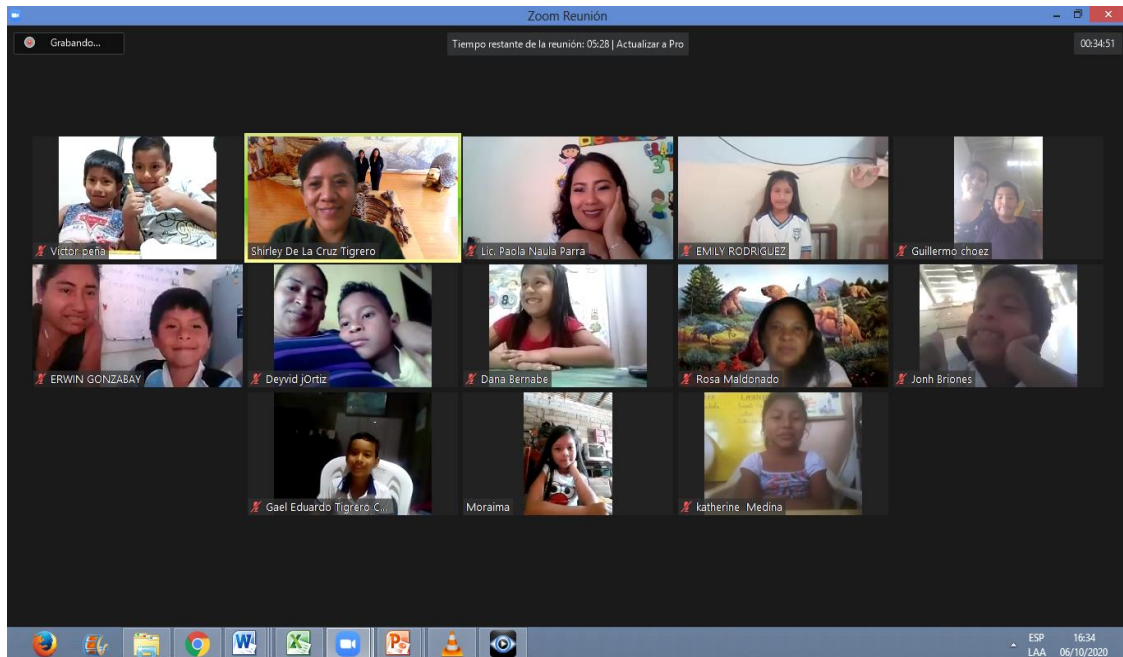 Zoom Reunión
Grabando...
Tiempo restante de la reunión: 05:28 | Actualizar a Pro
00:34:51
Victor peña
Shirley De La Cruz Tigrero
Lic. Paola Naula Parra
EMILY RODRIGUEZ
Guillermo choez
ERWIN GONZABAY
Deyvid jOrtiz
Dana Bernabe
Rosa Maldonado
Jonh Briones
Gael Eduardo Tigrero C...
Moraima
katherine Medina
ESP
16:34
LAA
06/10/2020